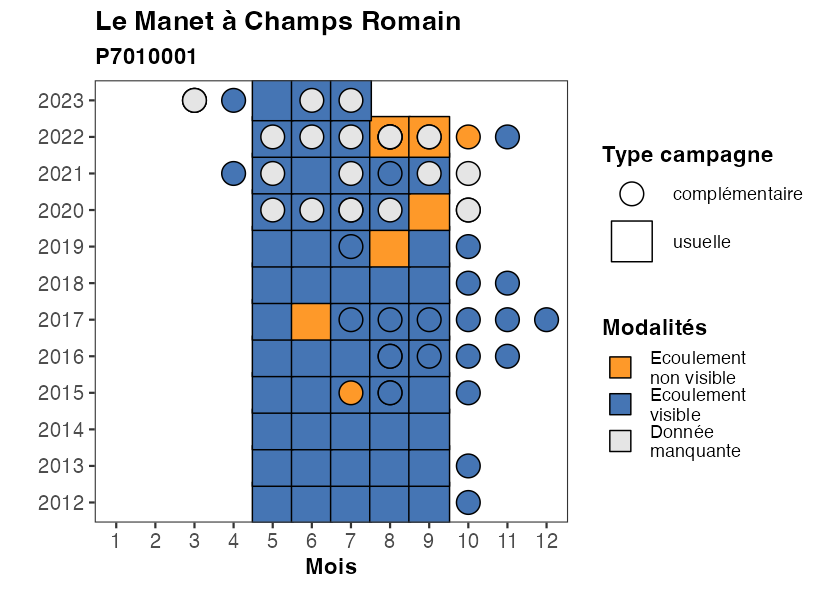 Le Manet à Champs Romain
P7010001
2023
2022
2021
2020
2019
2018
2017
2016
2015
2014
2013
2012
1 2 3 4 5 6 7 8 9 10 11 12
Mois
Type campagne
complémentaire
usuelle
Modalités
Ecoulement
non visible
Ecoulement
visible
Donnée
manquante